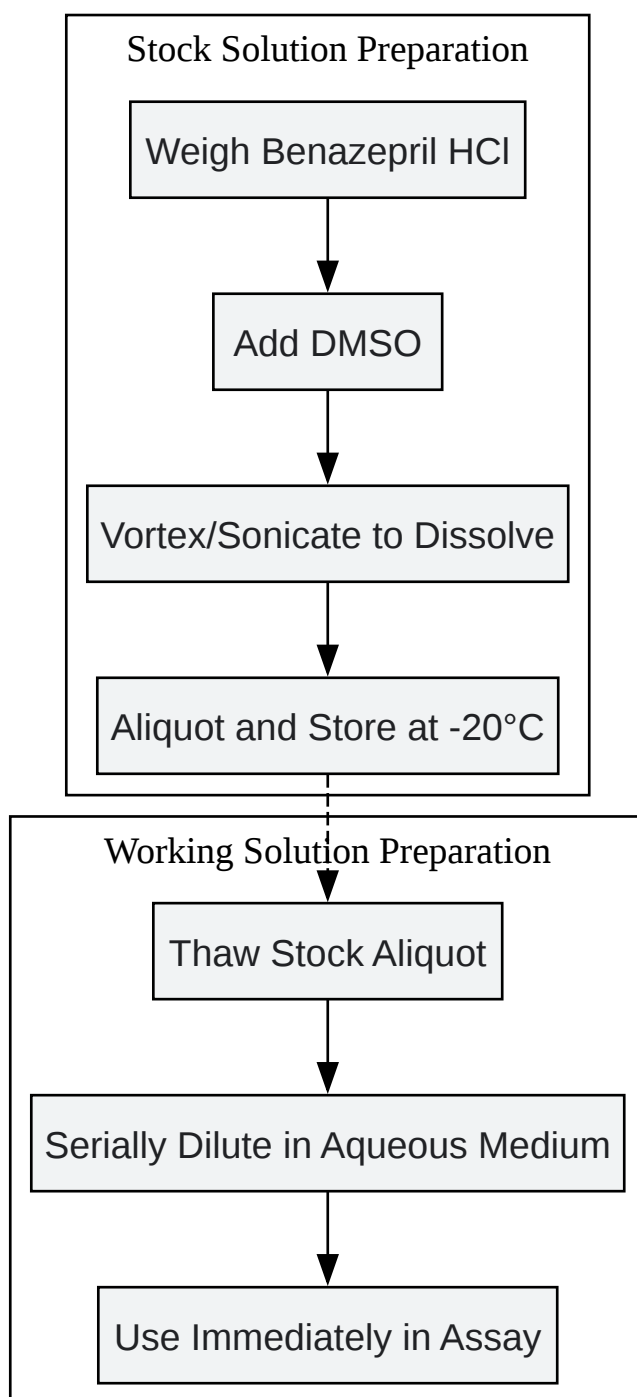 Stock Solution Preparation
Weigh Benazepril HCl
Add DMSO
Vortex/Sonicate to Dissolve
Aliquot and Store at -20°C
Working Solution Preparation
Thaw Stock Aliquot
Serially Dilute in Aqueous Medium
Use Immediately in Assay